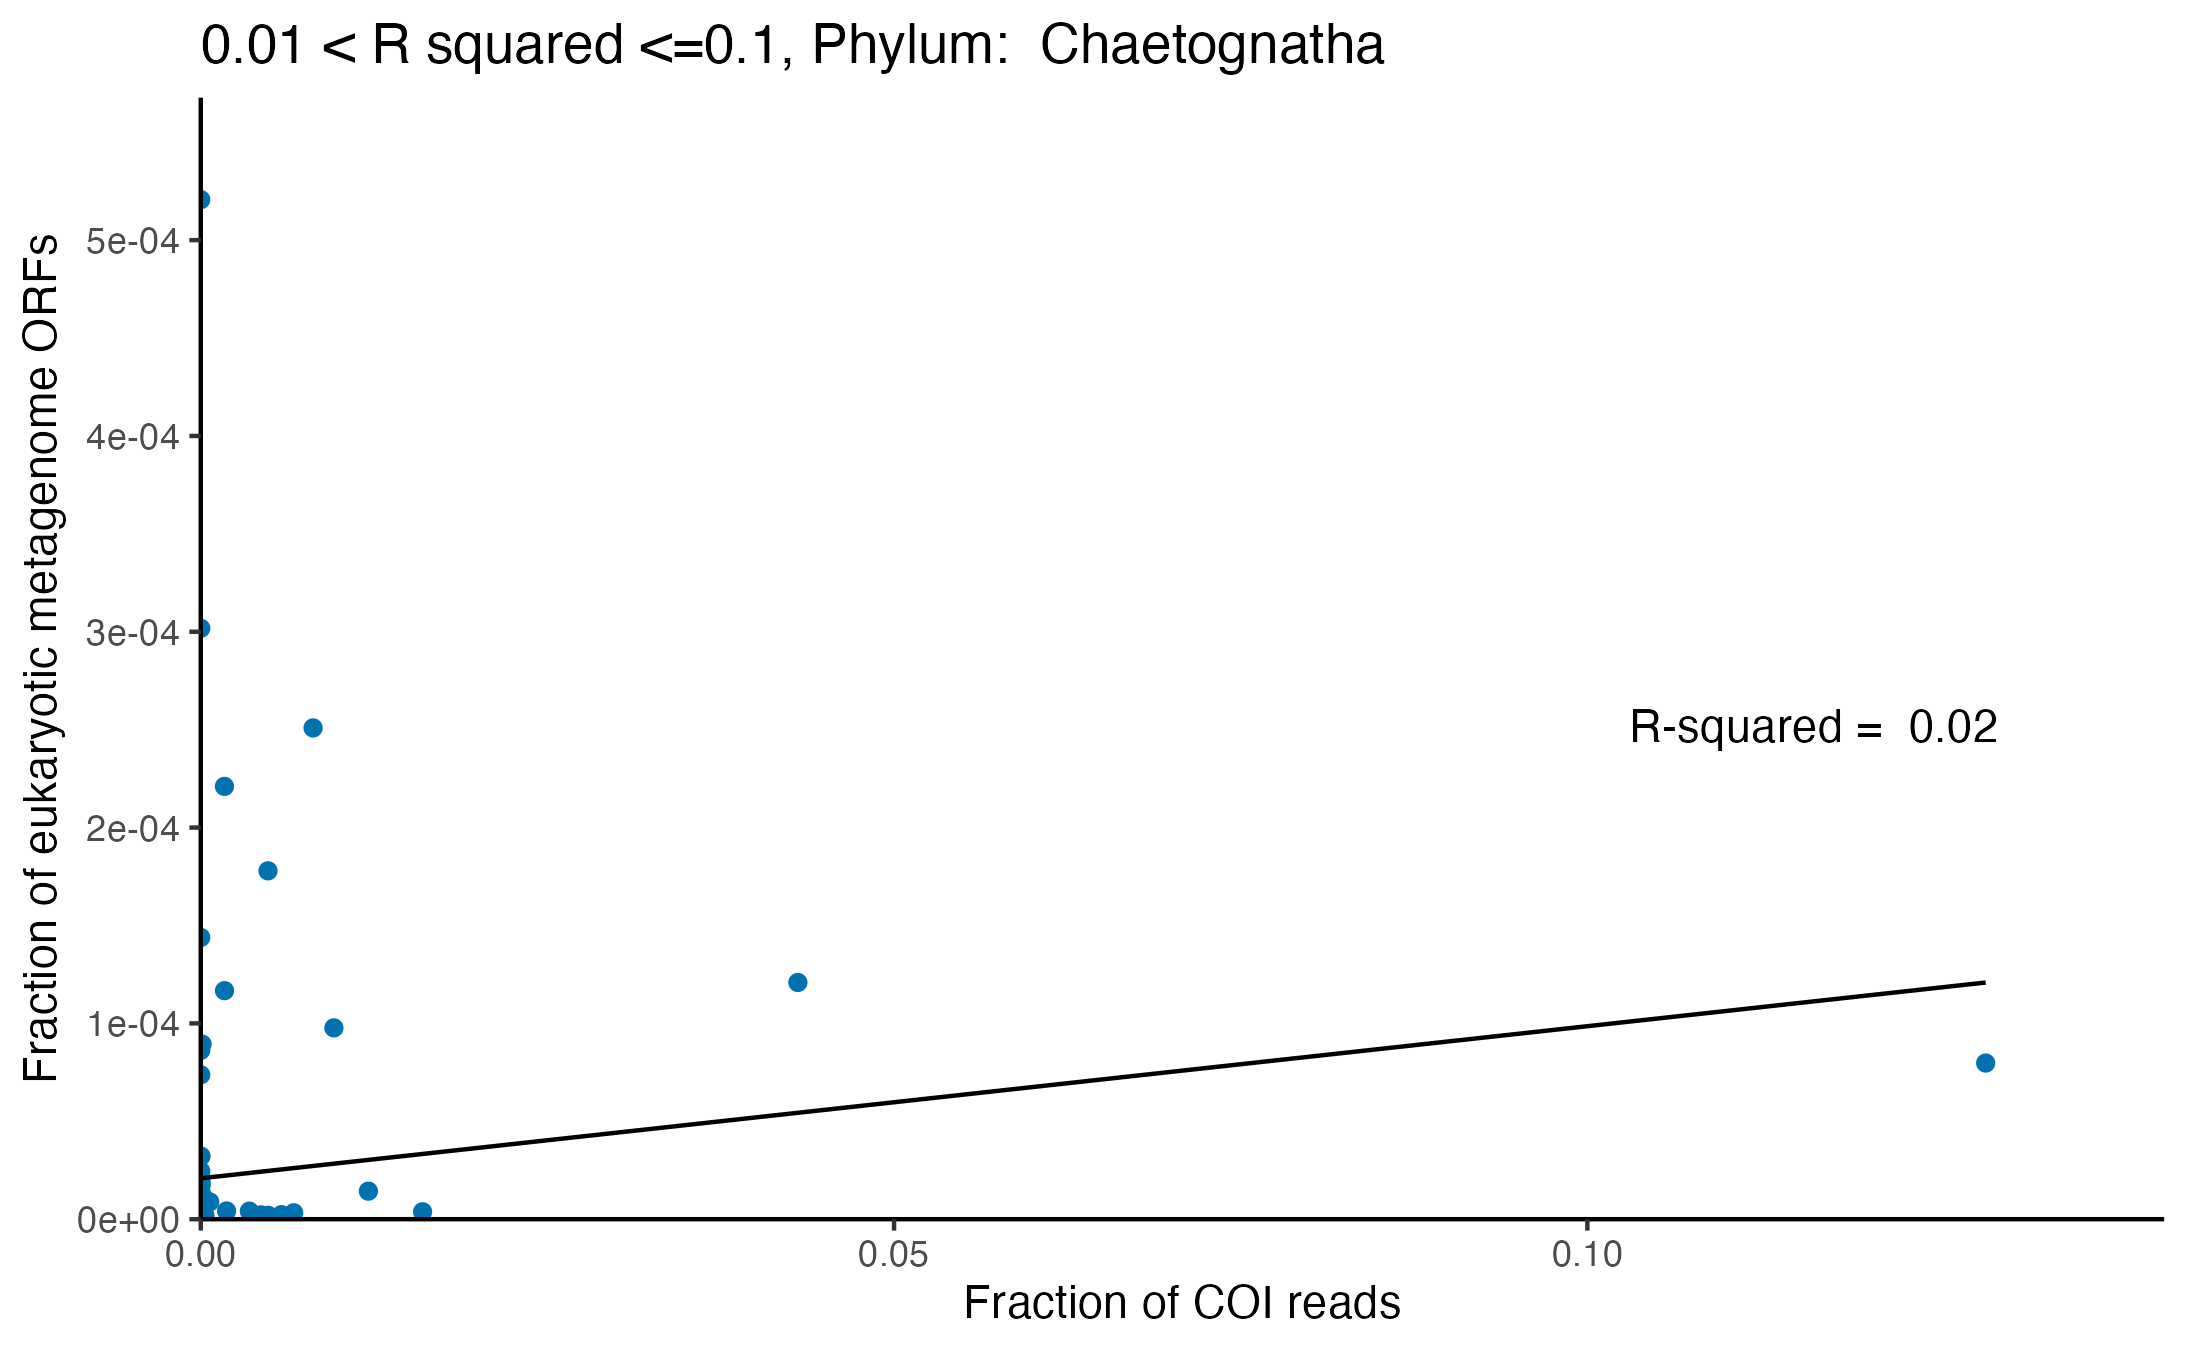 0.01 < R squared <=0.1, Phylum:  Chaetognatha
Fraction of eukaryotic metagenome ORFs
5e-04
4e-04
3e-04
2e-04
1e-04
0e+00
R-squared =  0.02
0.00 0.05 0.10
Fraction of COI reads